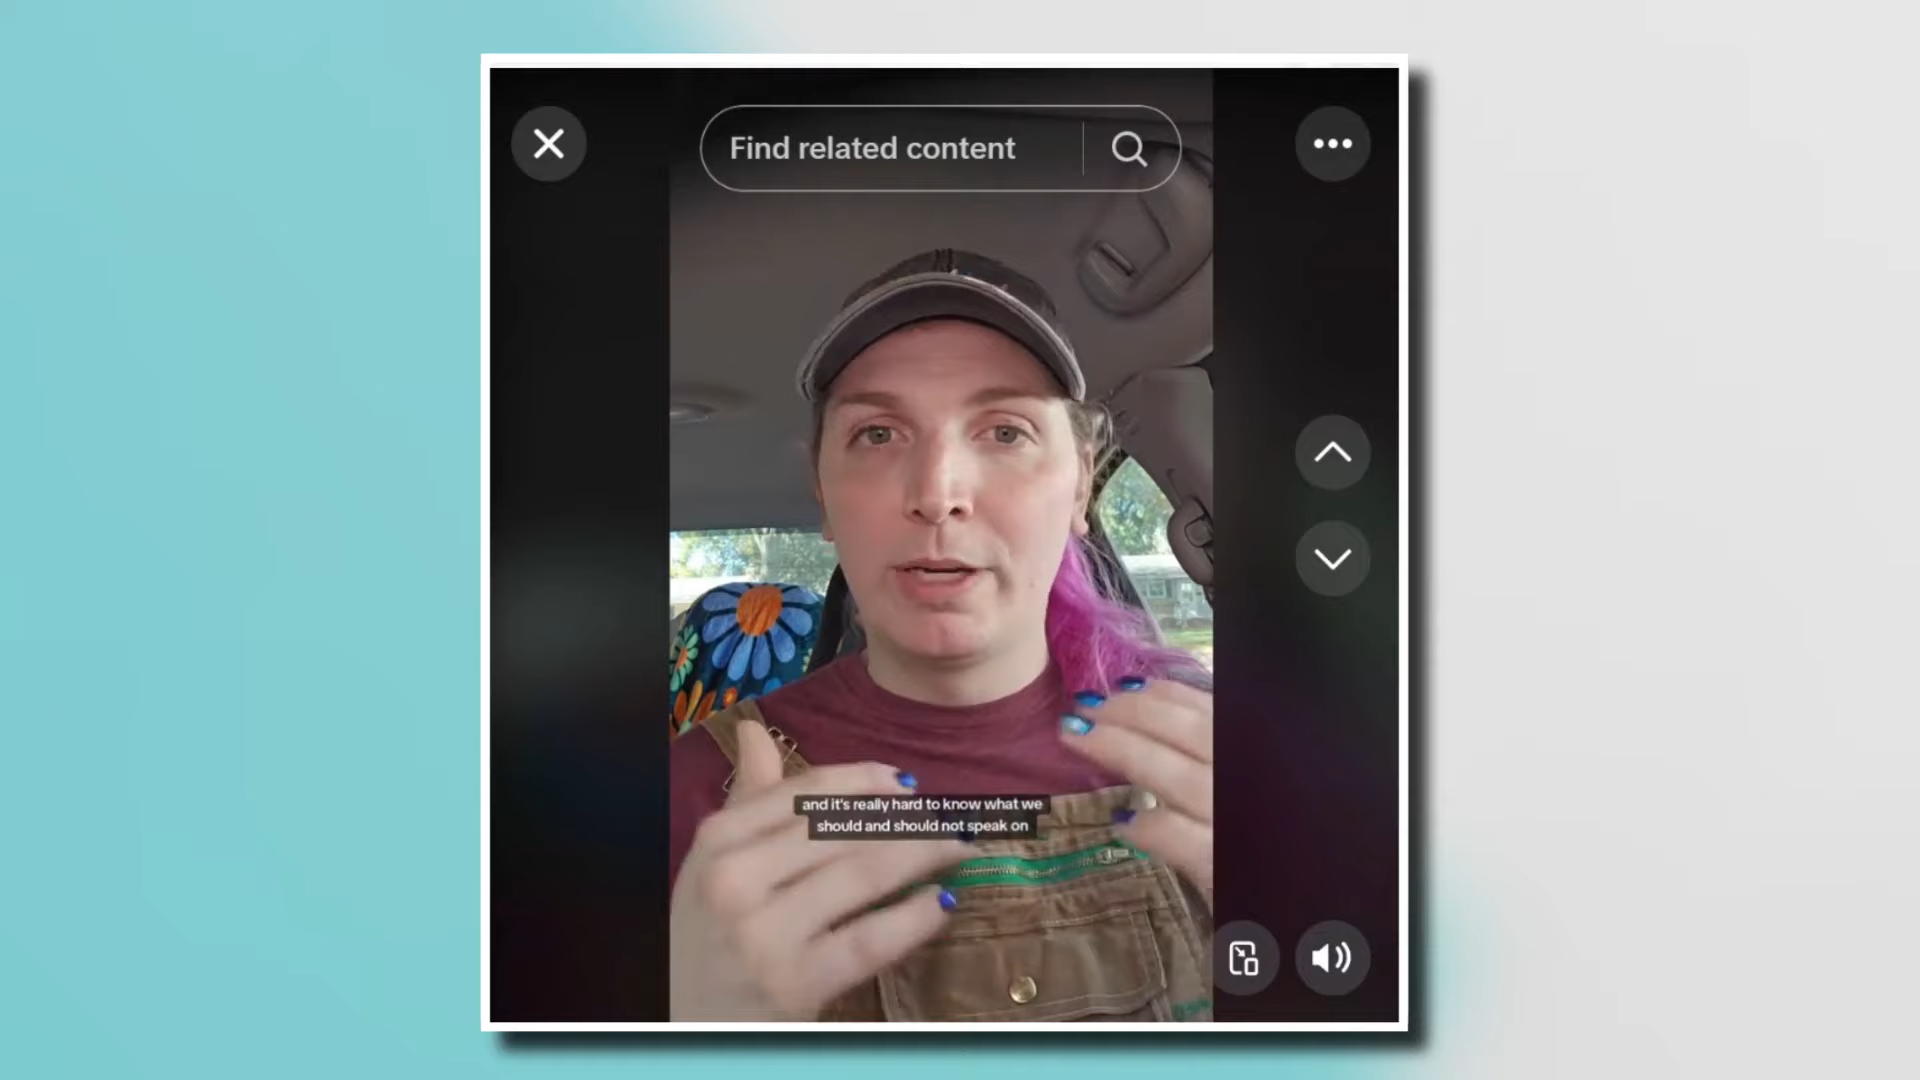 Find related content
and it's really hard to know what we
should and should not speak on